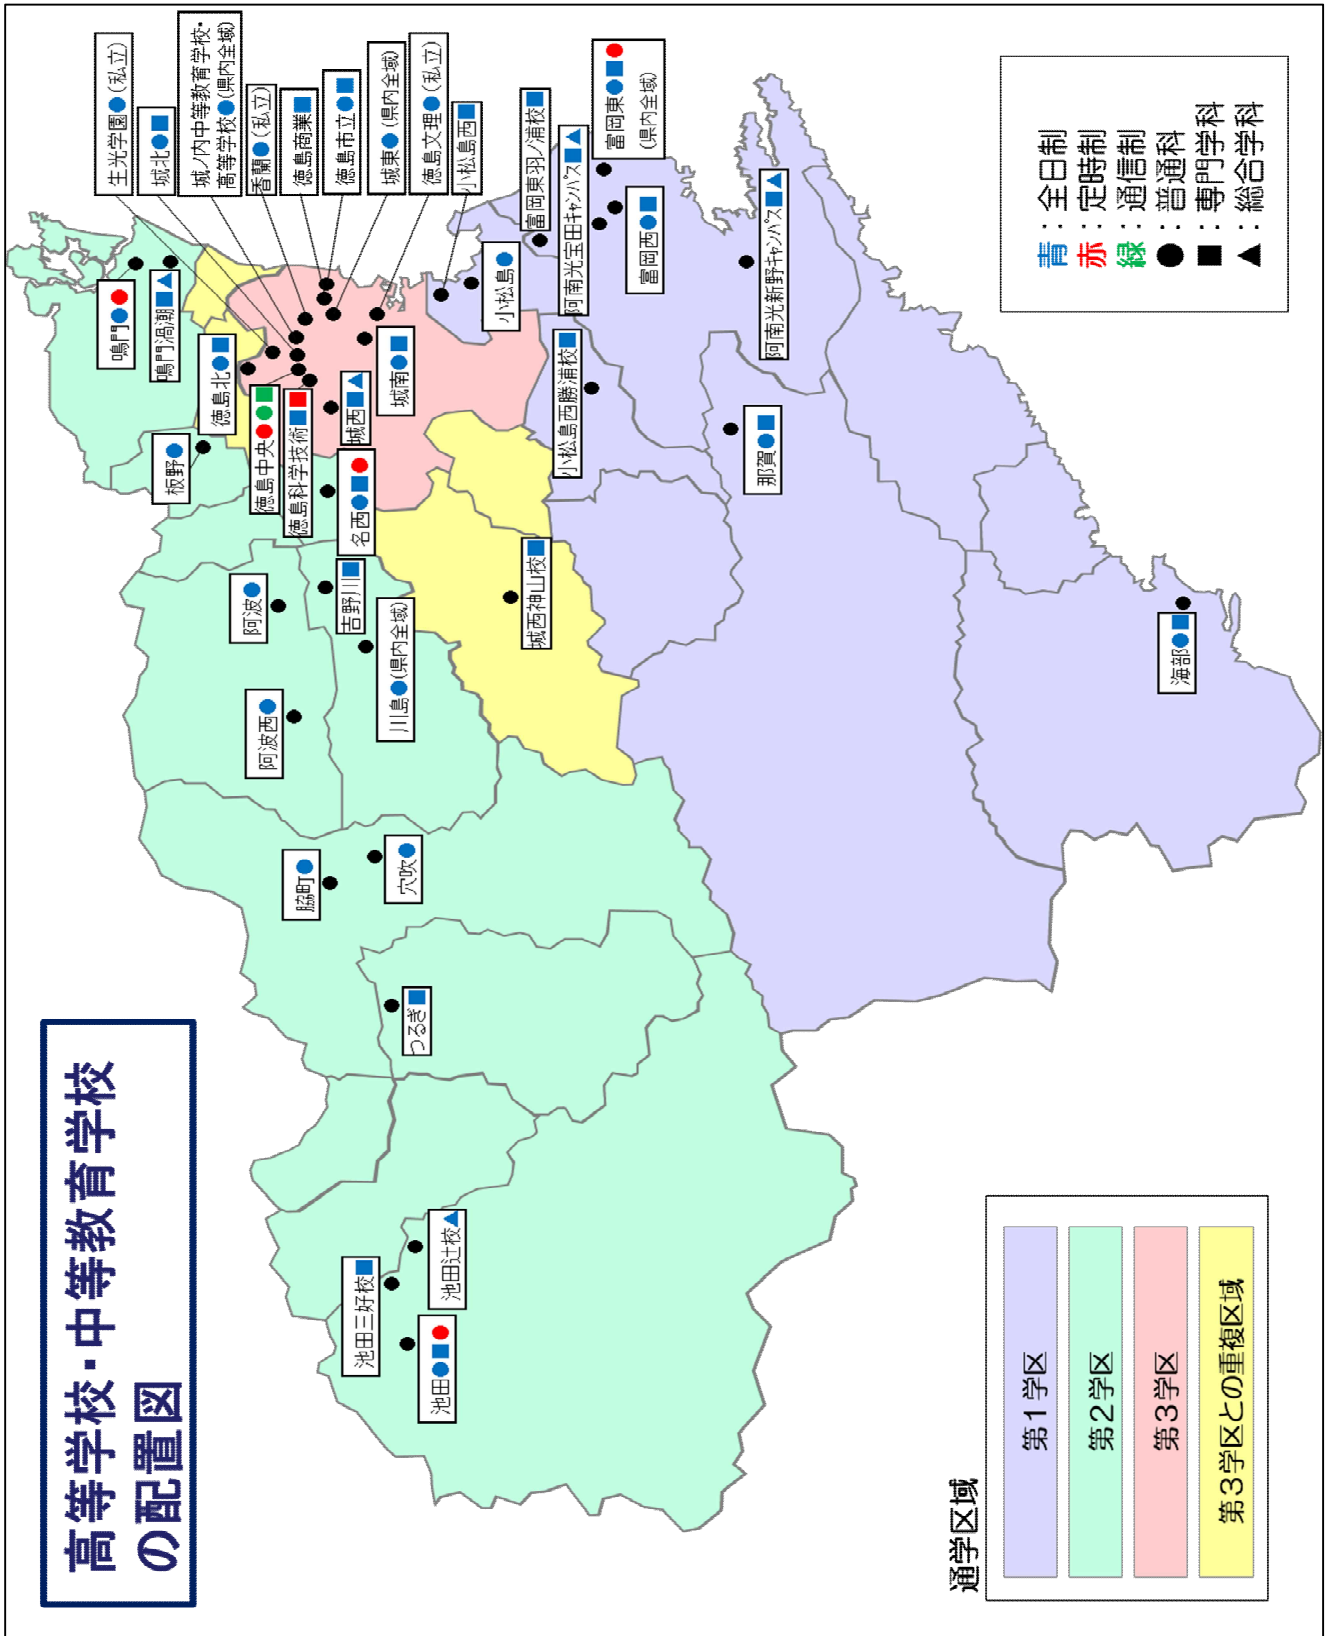 高等学校・中等教育学校
の配置図
生光学園●(私立)
城北●■
城ノ内中等教育学校・
高等学校●(県内全域)
香蘭●(私立)
徳島商業■
徳島市立●■
城東●(県内全域)
徳島文理●(私立)
小松島西■
富岡東羽ノ浦校■
阿南光宝田キャンパス■▲
富岡東●■●
(県内全域)
富岡西●■
阿南光新野キャンパス■▲
小松島●
小松島西勝浦校■
那賀●■
海部●■
鳴門●●
鳴門渦潮■▲
徳島北●■
板野●
徳島中央●●■
徳島科学技術■■
城西■▲
城南●■
名西●■●
吉野川■
川島●(県内全域)
城西神山校■
阿波●
阿波西●
脇町●
穴吹●
つるぎ■
池田辻校▲
池田三好校■
池田●■●
青：全日制
赤：定時制
緑：通信制
●：普通科
■：専門学科
▲：総合学科
通学区域
第1学区
第2学区
第3学区
第3学区との重複区域